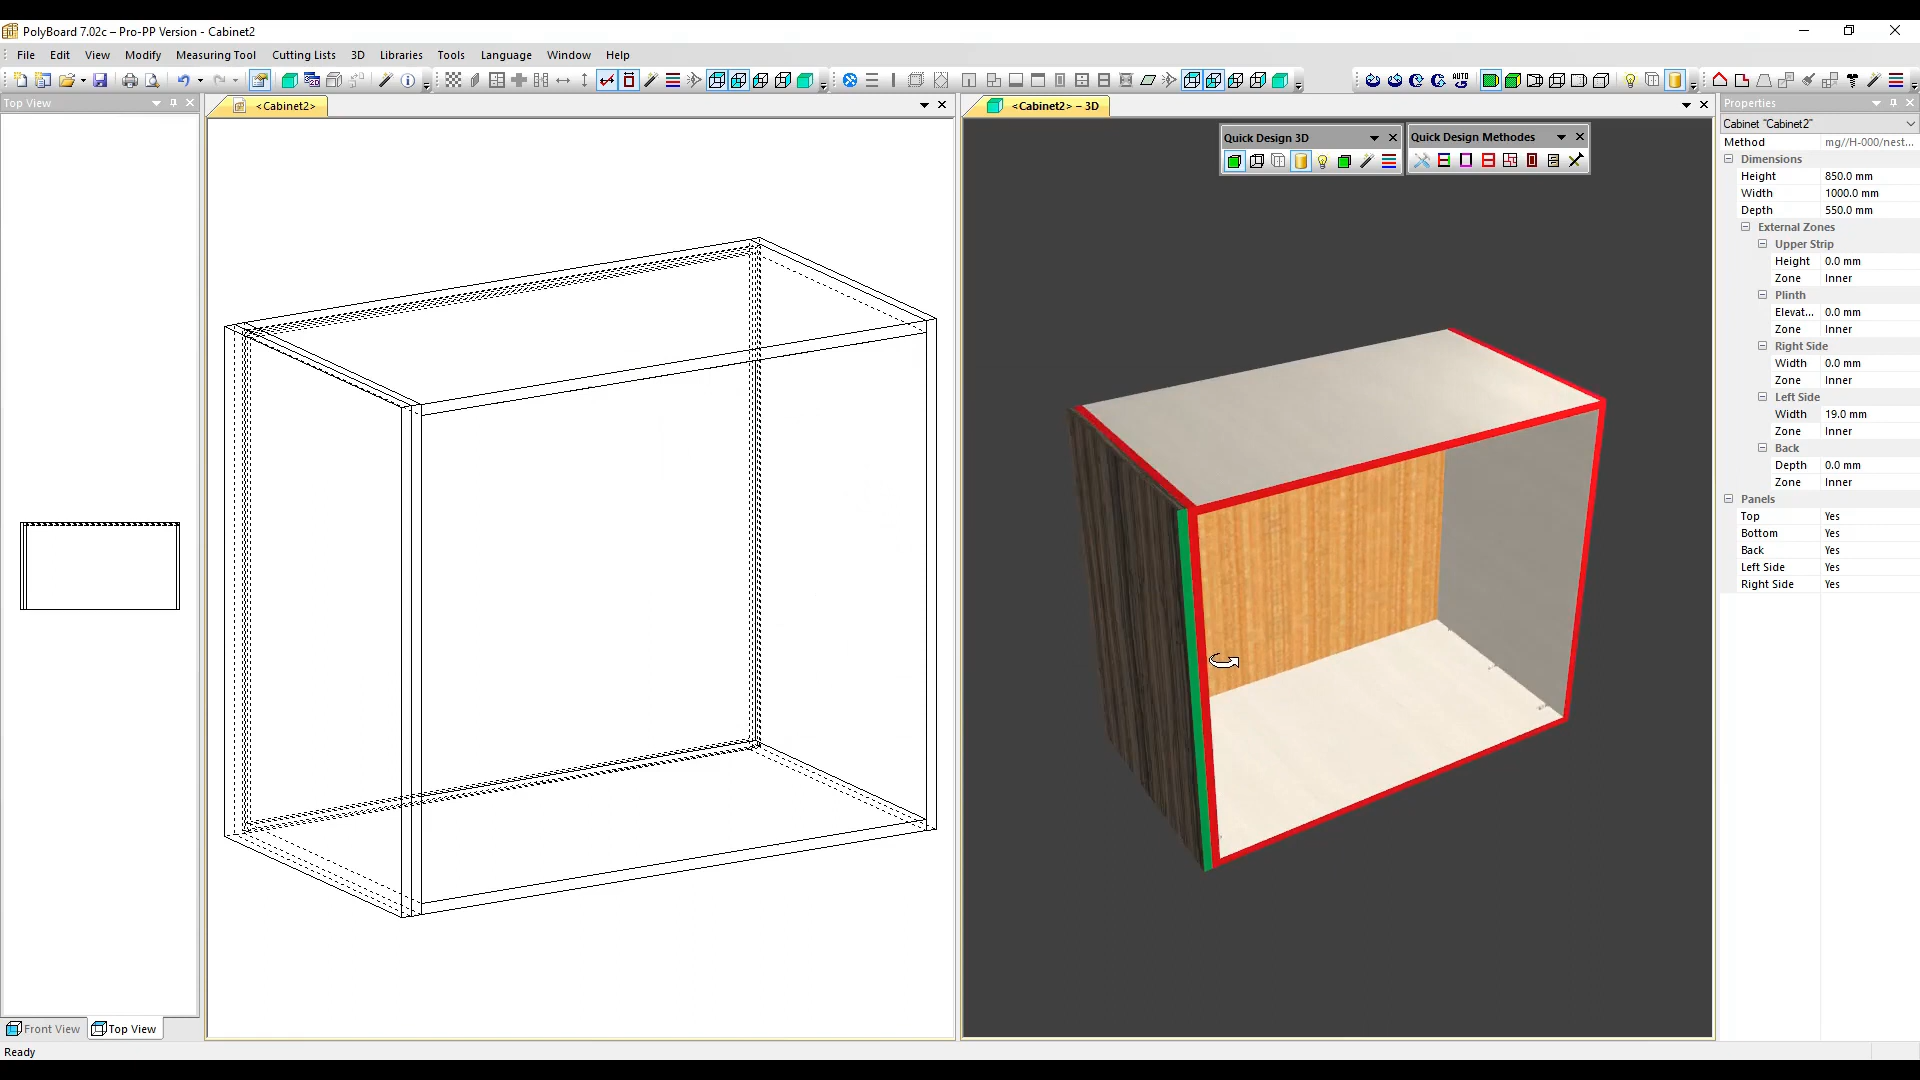 PolyBoard 7.02c – Pro-PP Version - Cabinet2
File Edit View Modify Measuring Tool Cutting Lists 3D Libraries Tools Language Window Help
AUTO
Top View
<Cabinet2>
<Cabinet2> – 3D
Quick Design 3D
Quick Design Methodes
Front View
Top View
Properties
Cabinet "Cabinet2"
Method mg//H-000/nest...
Dimensions
Height 850.0 mm
Width 1000.0 mm
Depth 550.0 mm
External Zones
Upper Strip
Height 0.0 mm
Zone Inner
Plinth
Elevat... 0.0 mm
Zone Inner
Right Side
Width 0.0 mm
Zone Inner
Left Side
Width 19.0 mm
Zone Inner
Back
Depth 0.0 mm
Zone Inner
Panels
Top Yes
Bottom Yes
Back Yes
Left Side Yes
Right Side Yes
Ready